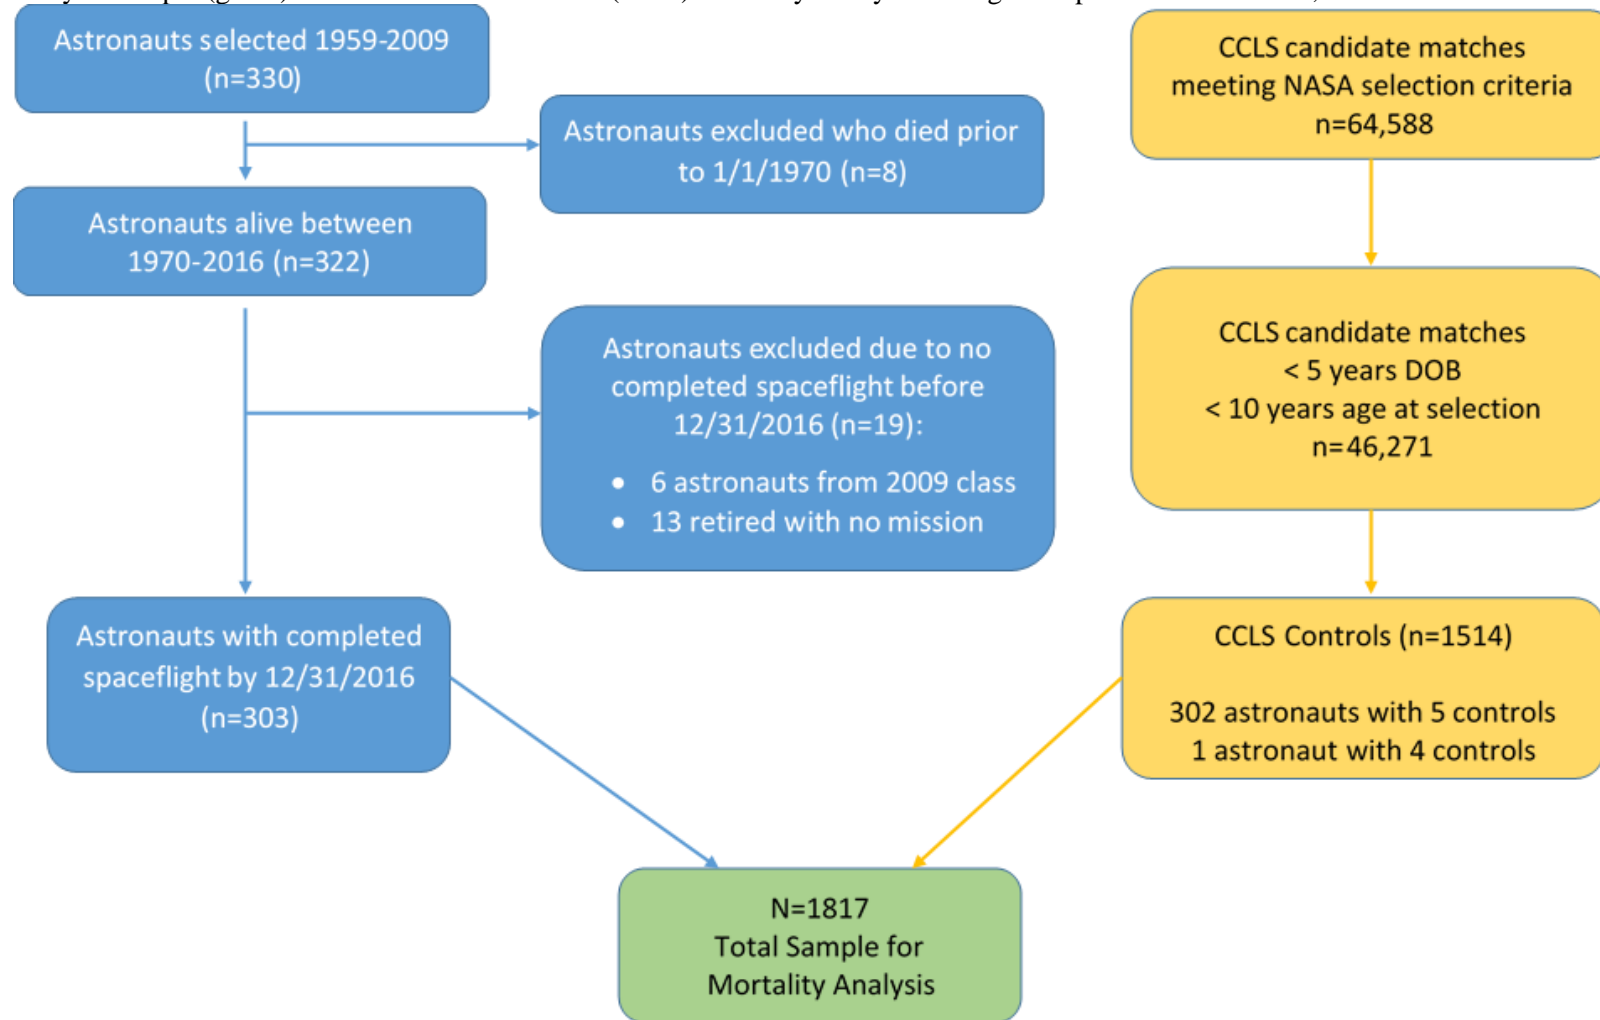 Astronauts selected 1959-2009
(n=330)
Astronauts excluded who died prior
to 1/1/1970 (n=8)
Astronauts alive between
1970-2016 (n=322)
Astronauts excluded due to no
completed spaceflight before
12/31/2016 (n=19):
• 6 astronauts from 2009 class
• 13 retired with no mission
Astronauts with completed
spaceflight by 12/31/2016
(n=303)
CCLS candidate matches
meeting NASA selection criteria
n=64,588
CCLS candidate matches
< 5 years DOB
< 10 years age at selection
n=46,271
CCLS Controls (n=1514)
302 astronauts with 5 controls
1 astronaut with 4 controls
N=1817
Total Sample for
Mortality Analysis